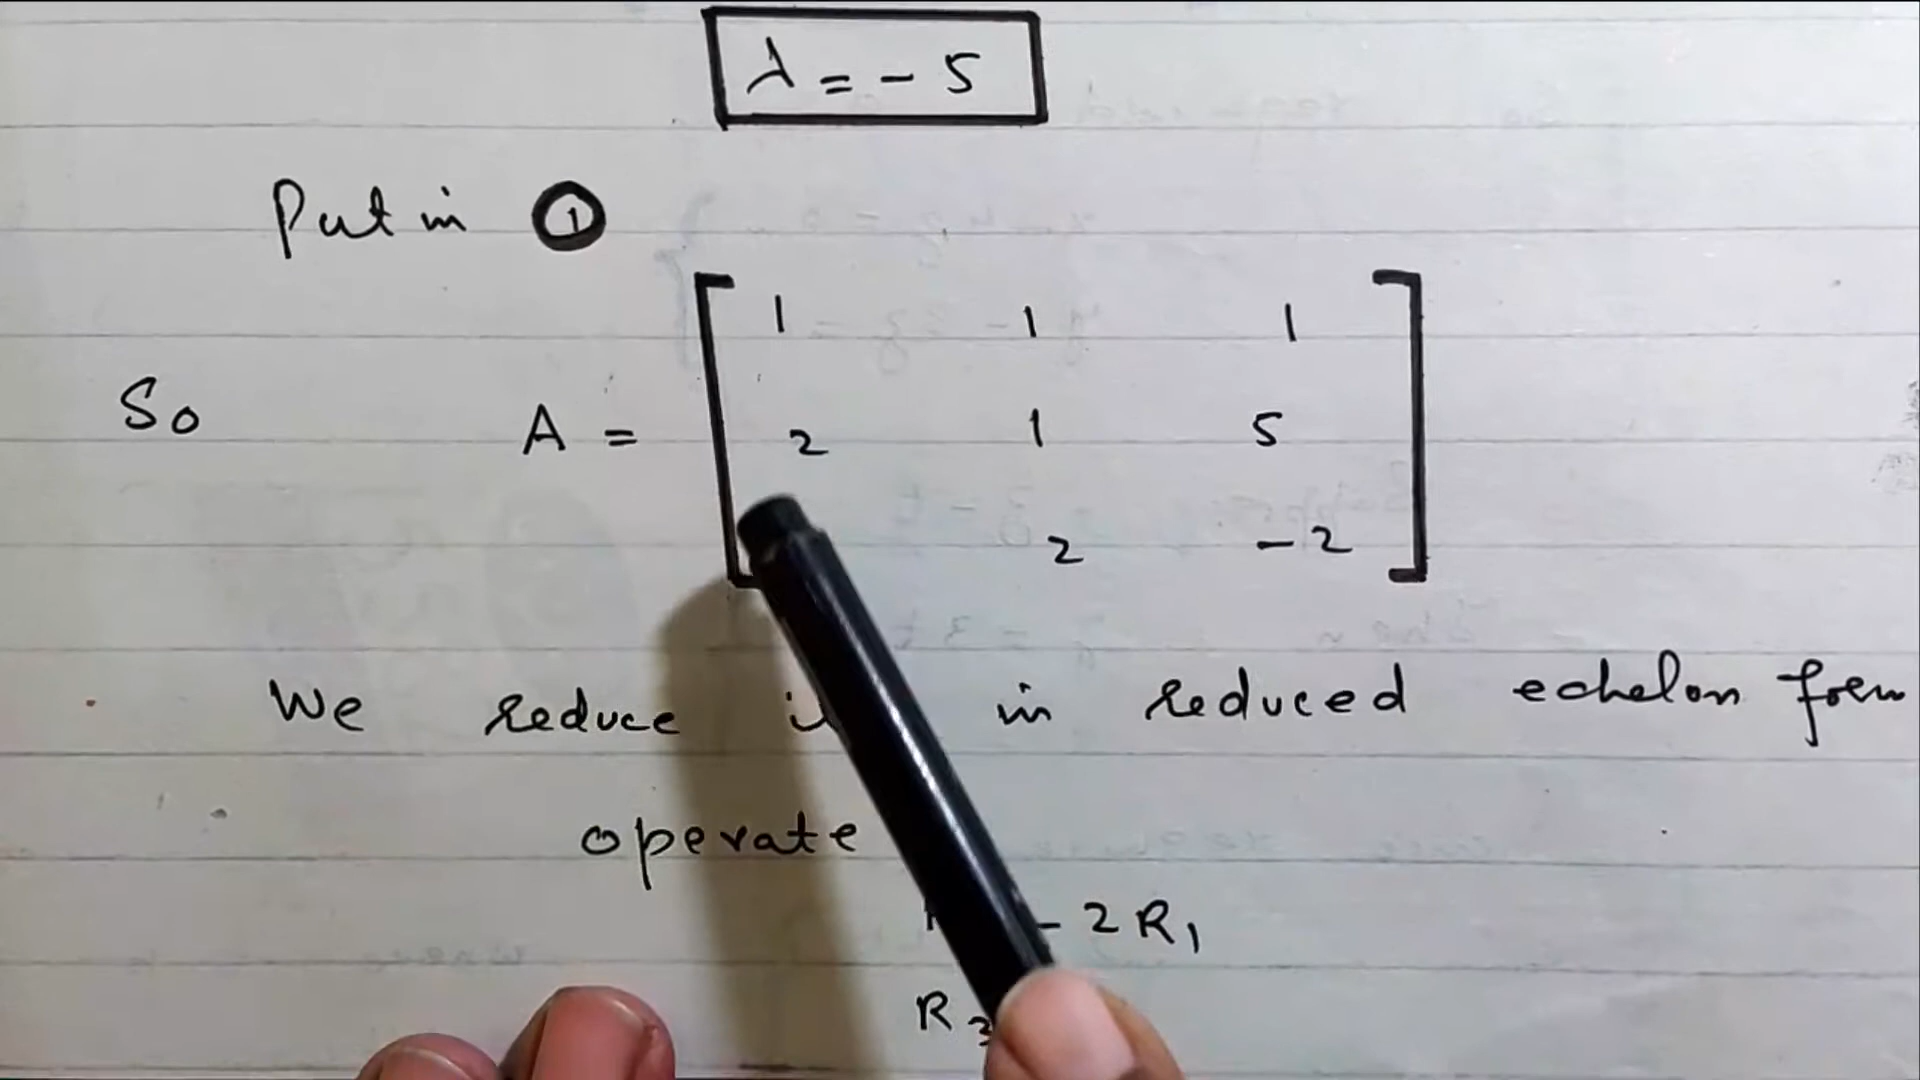 λ = - 5
Put in ①
1 -1 1
So A = 2 1 5
2 -2
We reduce in reduced echelon form
operate
- 2R₁
R